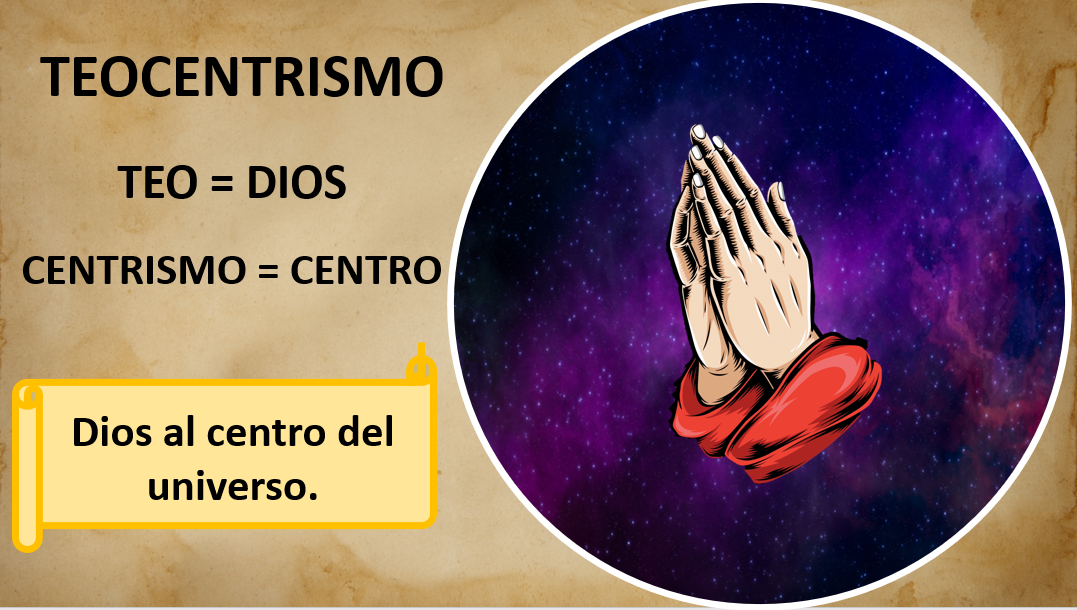 TEOCENTRISMO
TEO = DIOS
CENTRISMO = CENTRO
Dios al centro del
universo.